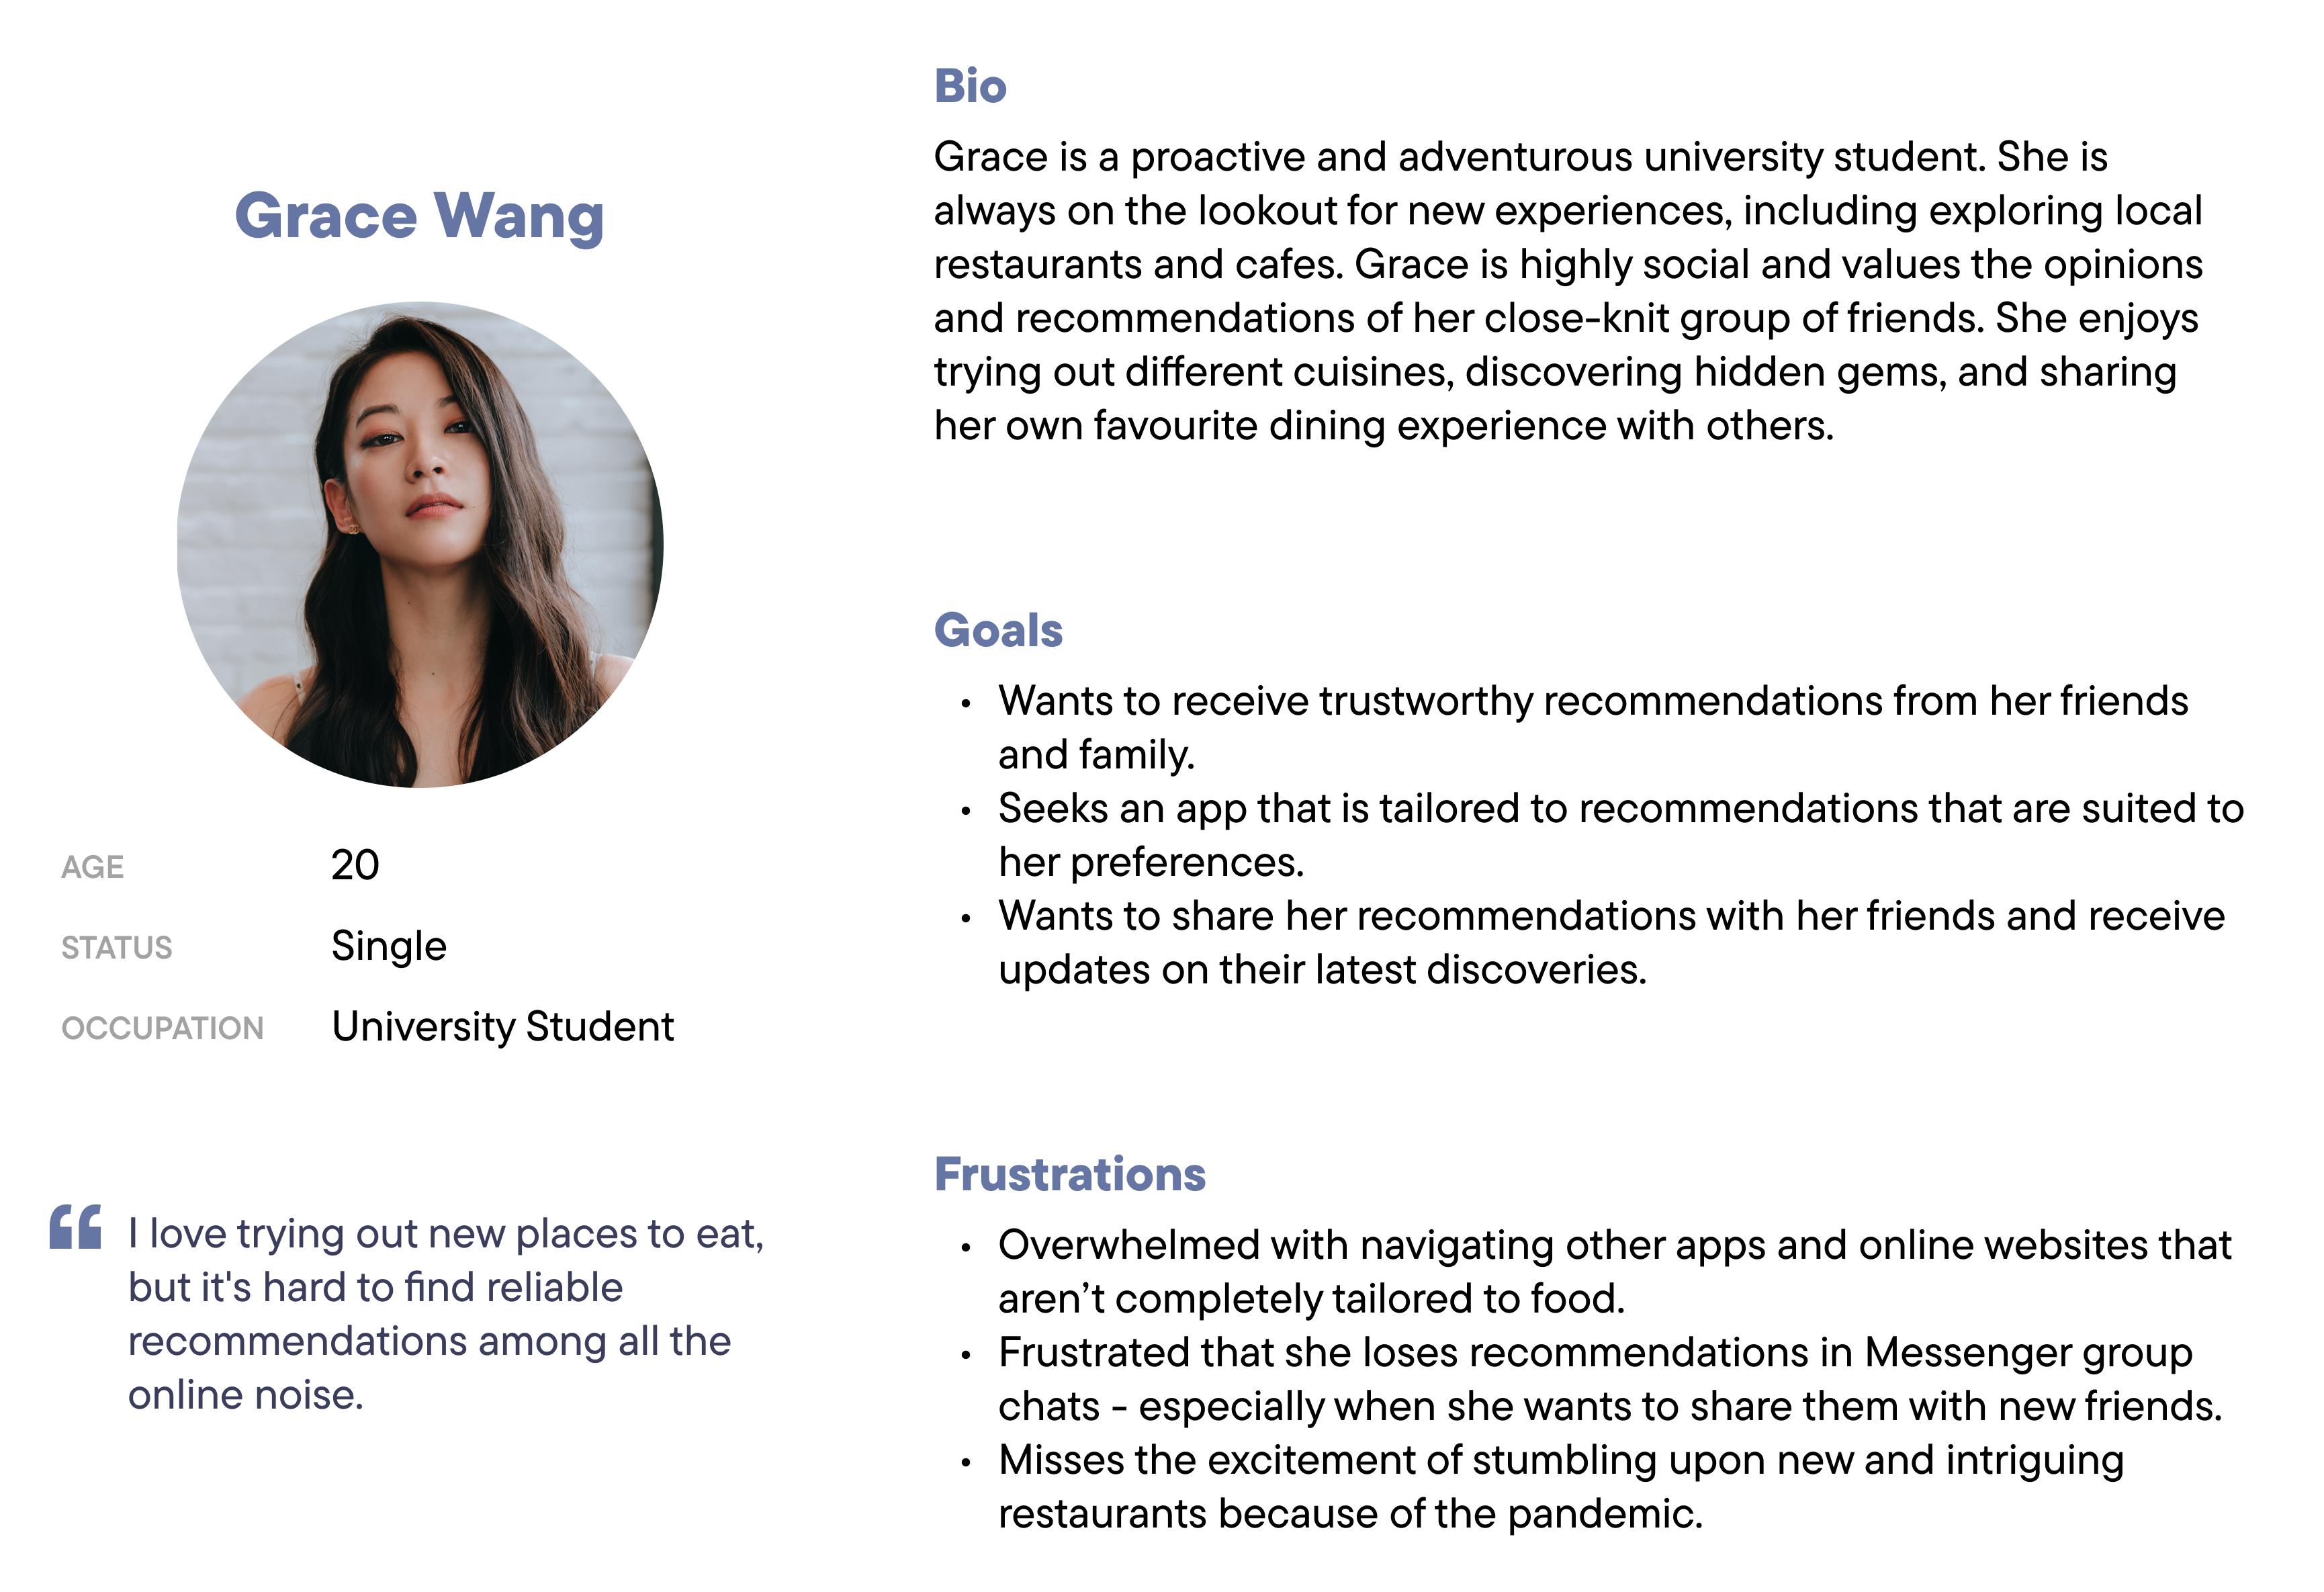 Grace Wang
AGE 20
STATUS Single
OCCUPATION University Student
“ I love trying out new places to eat,
but it's hard to find reliable
recommendations among all the
online noise.
Bio
Grace is a proactive and adventurous university student. She is
always on the lookout for new experiences, including exploring local
restaurants and cafes. Grace is highly social and values the opinions
and recommendations of her close-knit group of friends. She enjoys
trying out different cuisines, discovering hidden gems, and sharing
her own favourite dining experience with others.
Goals
• Wants to receive trustworthy recommendations from her friends
and family.
• Seeks an app that is tailored to recommendations that are suited to
her preferences.
• Wants to share her recommendations with her friends and receive
updates on their latest discoveries.
Frustrations
• Overwhelmed with navigating other apps and online websites that
aren’t completely tailored to food.
• Frustrated that she loses recommendations in Messenger group
chats - especially when she wants to share them with new friends.
• Misses the excitement of stumbling upon new and intriguing
restaurants because of the pandemic.